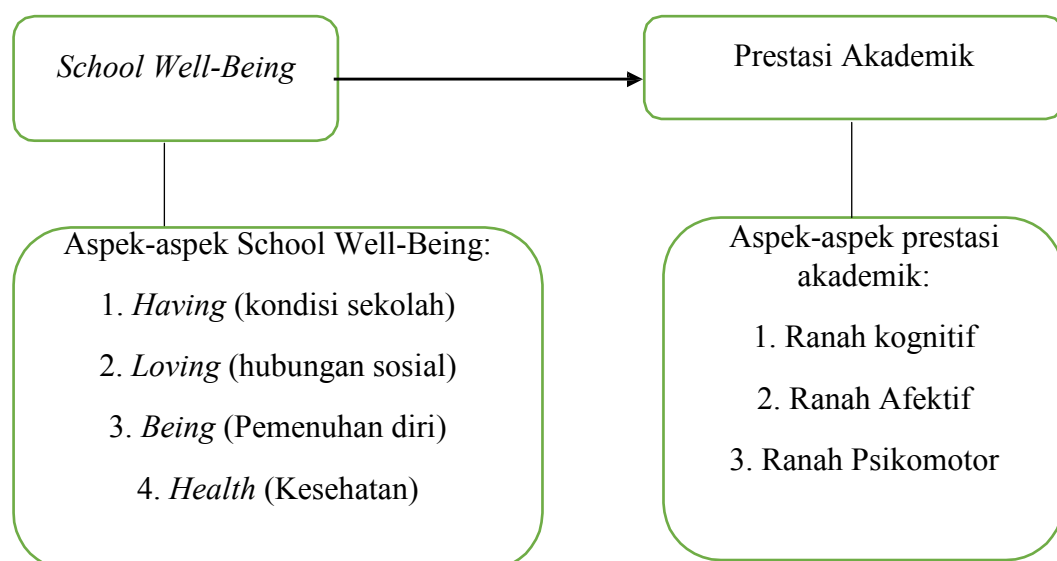 School Well-Being
Prestasi Akademik
Aspek-aspek School Well-Being:
1. Having (kondisi sekolah)
2. Loving (hubungan sosial)
3. Being (Pemenuhan diri)
4. Health (Kesehatan)
Aspek-aspek prestasi
akademik:
1. Ranah kognitif
2. Ranah Afektif
3. Ranah Psikomotor